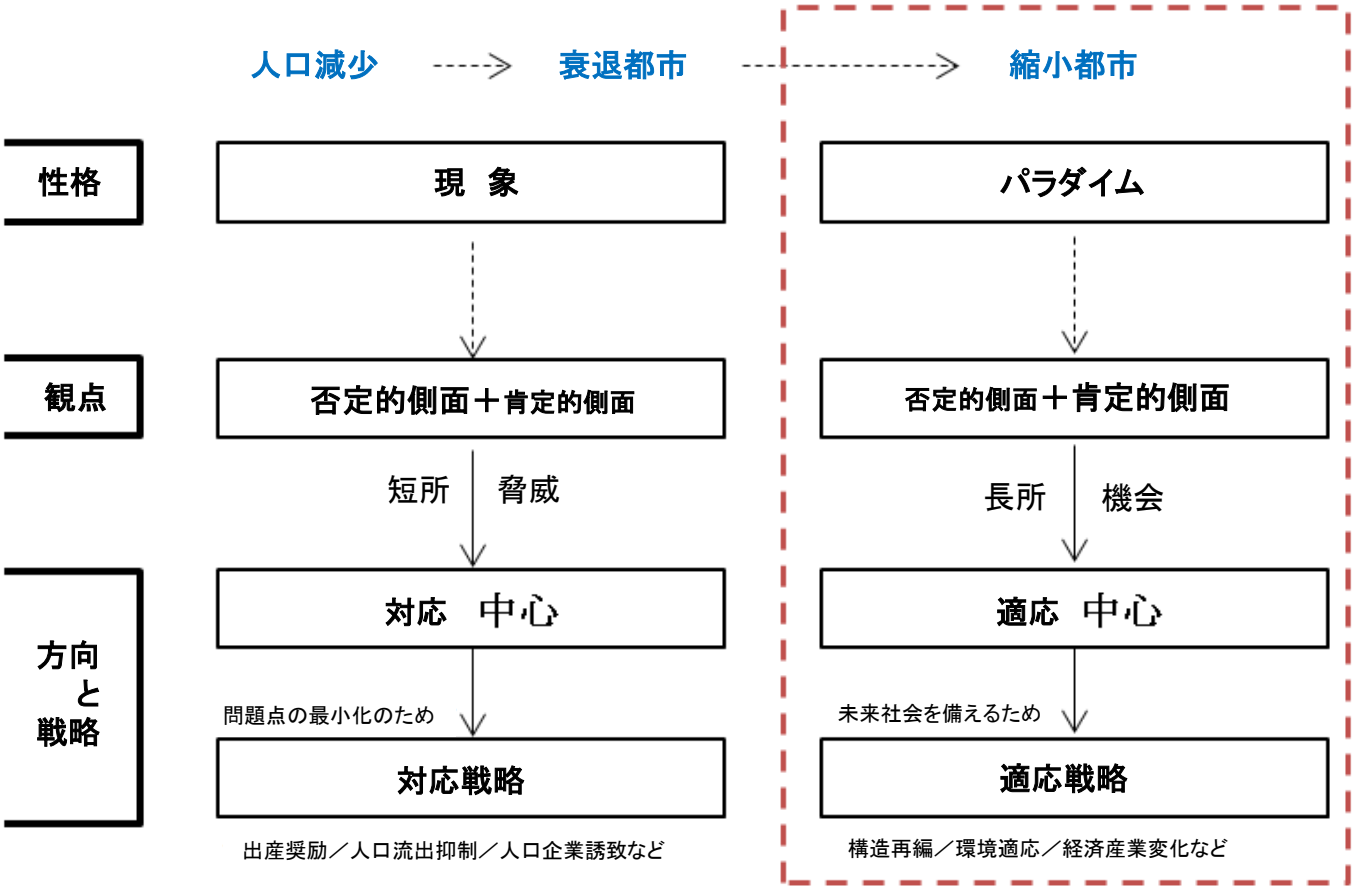 人口減少 衰退都市 縮小都市
性格 現 象 パラダイム
観点 否定的側面＋肯定的側面 否定的側面＋肯定的側面
短所 脅威 長所 機会
方向
と
戦略
対応 中心 適応 中心
問題点の最小化のため 未来社会を備えるため
対応戦略 適応戦略
出産奨励／人口流出抑制／人口企業誘致など 構造再編／環境適応／経済産業変化など